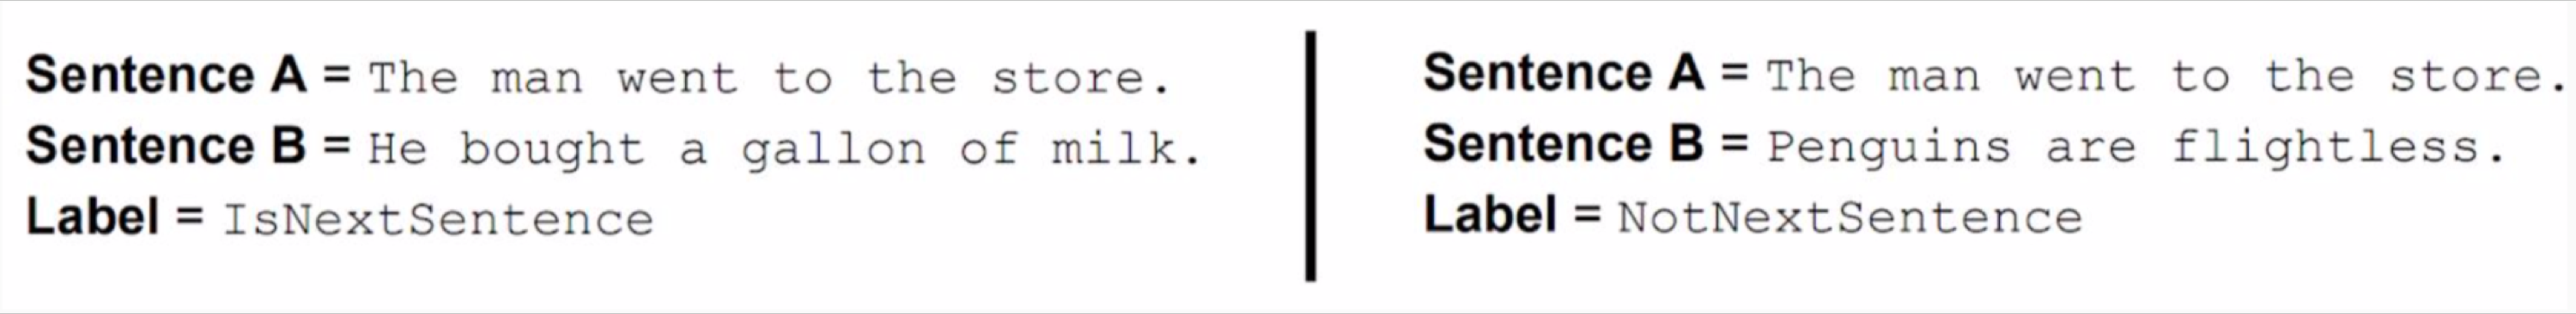 Sentence A = The man went to the store.
Sentence B = He bought a gallon of milk.
Label = IsNextSentence
Sentence A = The man went to the store.
Sentence B = Penguins are flightless.
Label = NotNextSentence